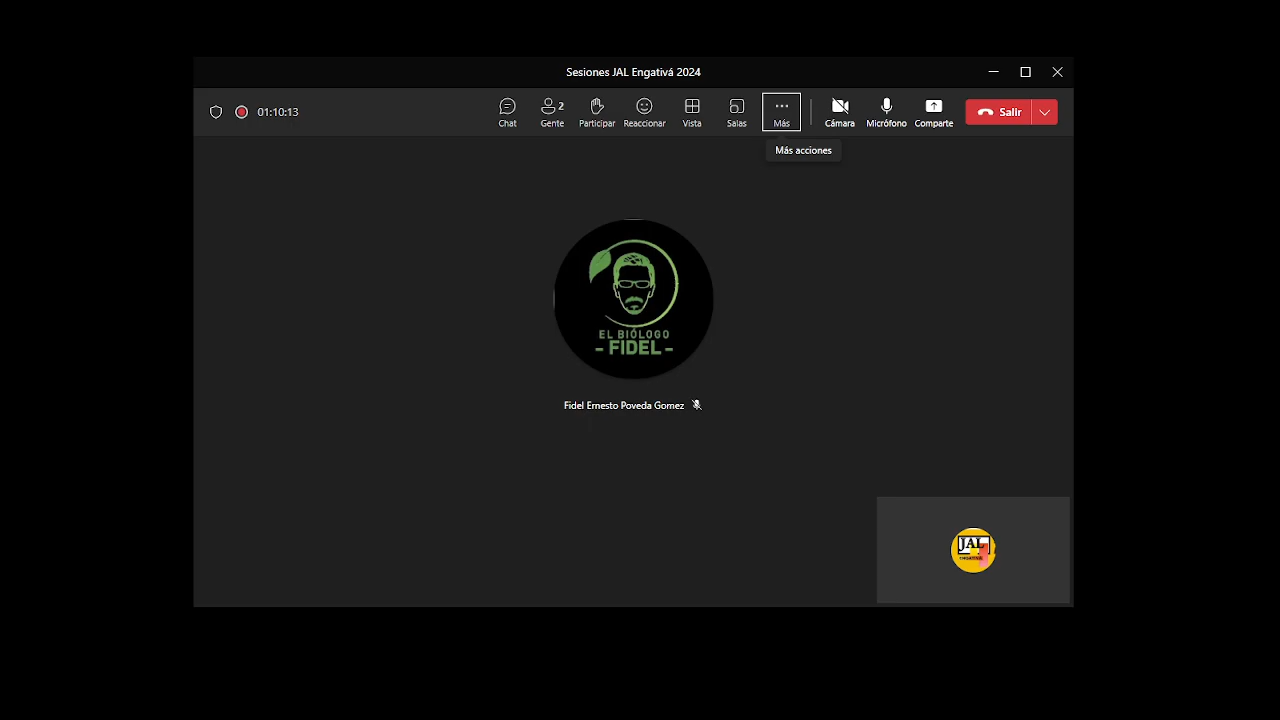 Sesiones JAL Engativá 2024
01:10:13
Chat
2
Gente
Participar
Reaccionar
Vista
Salas
Más
Cámara
Micrófono
Comparte
Salir
Más acciones
EL BIÓLOGO
- FIDEL -
Fidel Ernesto Poveda Gomez
JAL
ENGATIVÁ